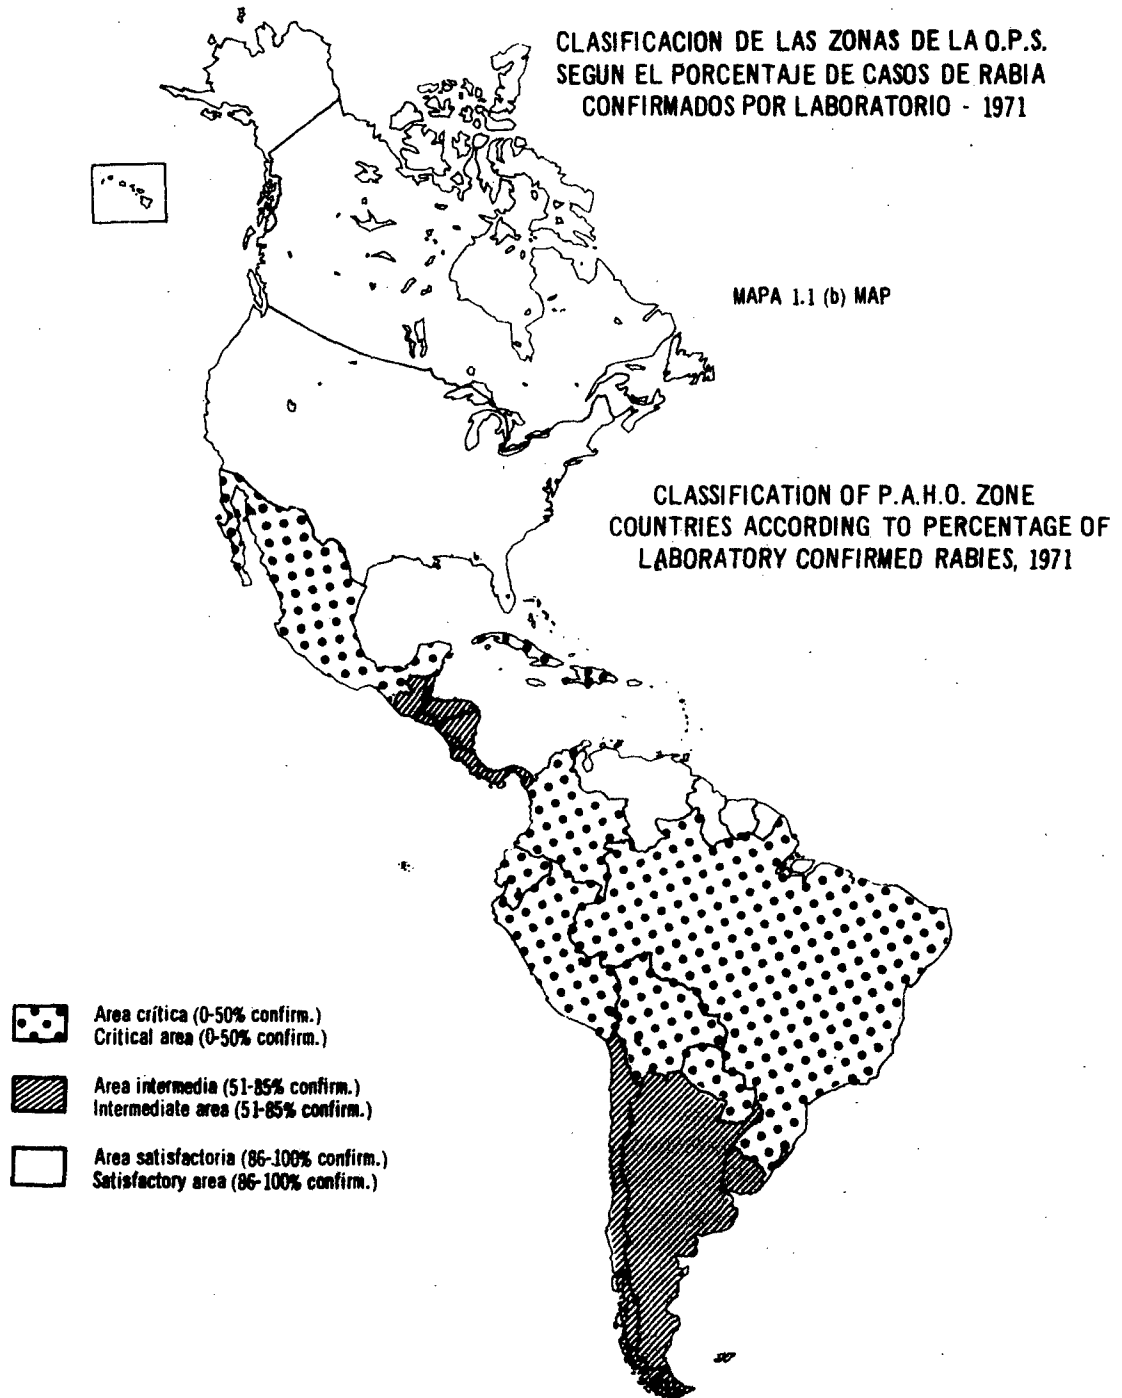 CLASIFICACION DE LAS ZONAS DE LA O.P.S.
SEGUN EL PORCENTAJE DE CASOS DE RABIA
CONFIRMADOS POR LABORATORIO - 1971
MAPA 1.1 (b) MAP
CLASSIFICATION OF P.A.H.O. ZONE
COUNTRIES ACCORDING TO PERCENTAGE OF
LABORATORY CONFIRMED RABIES, 1971
Area crítica (0-50% confirm.)
Critical area (0-50% confirm.)
Area intermedia (51-85% confirm.)
Intermediate area (51-85% confirm.)
Area satisfactoria (86-100% confirm.)
Satisfactory area (86-100% confirm.)